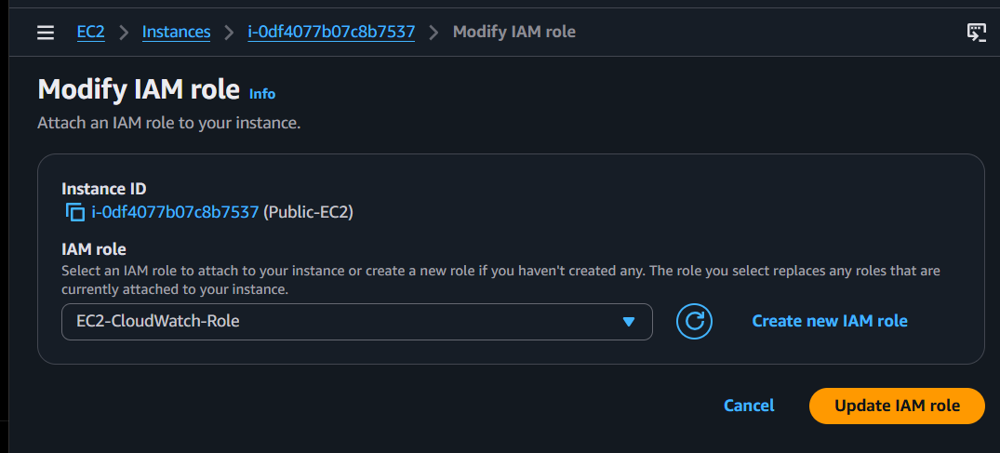 EC2 > Instances > i-0df4077b07c8b7537 > Modify IAM role
Modify IAM role Info
Attach an IAM role to your instance.
Instance ID
i-0df4077b07c8b7537 (Public-EC2)
IAM role
Select an IAM role to attach to your instance or create a new role if you haven't created any. The role you select replaces any roles that are
currently attached to your instance.
EC2-CloudWatch-Role
Create new IAM role
Cancel
Update IAM role